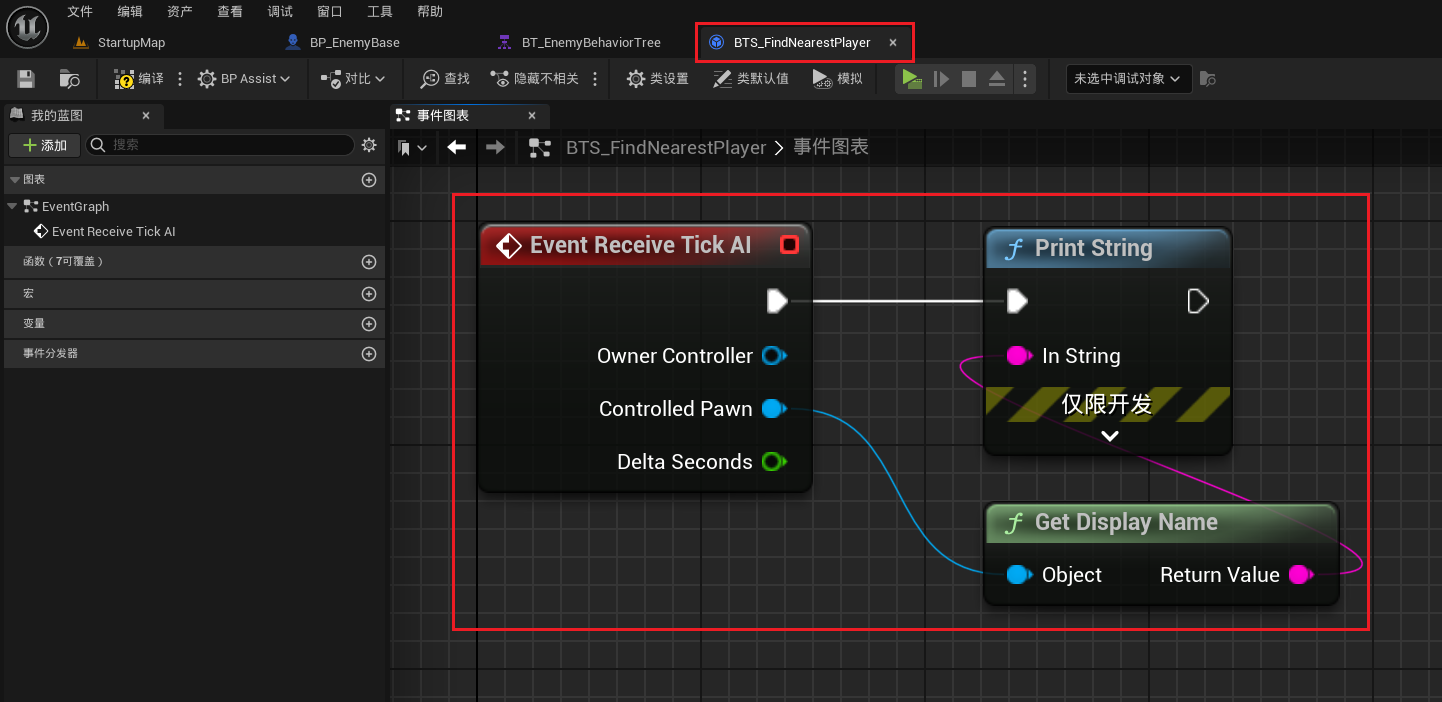 文件 编辑 资产 查看 调试 窗口 工具 帮助
StartupMap BP_EnemyBase BT_EnemyBehaviorTree BTS_FindNearestPlayer
编译 BP Assist 对比 查找 隐藏不相关 类设置 类默认值 模拟 未选中调试对象
我的蓝图
添加 搜索
图表
EventGraph
Event Receive Tick AI
函数（7可覆盖）
宏
变量
事件分发器
事件图表
BTS_FindNearestPlayer 事件图表
Event Receive Tick AI
Owner Controller
Controlled Pawn
Delta Seconds
Print String
In String
仅限开发
Get Display Name
Object Return Value